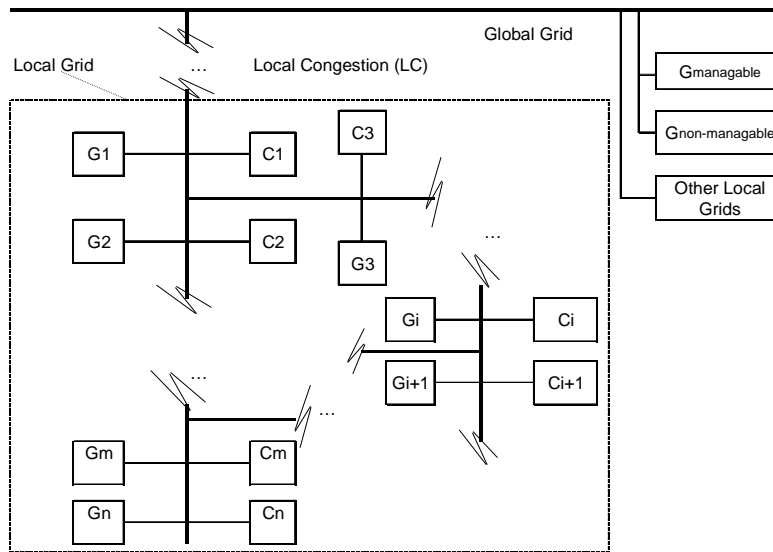 Global Grid
Local Grid
...
Local Congestion (LC)
Gmanagable
Gnon-managable
Other Local
Grids
G1
C1
C3
G2
C2
G3
...
Gi
Ci
Gi+1
Ci+1
...
...
Gm
Cm
Gn
Cn